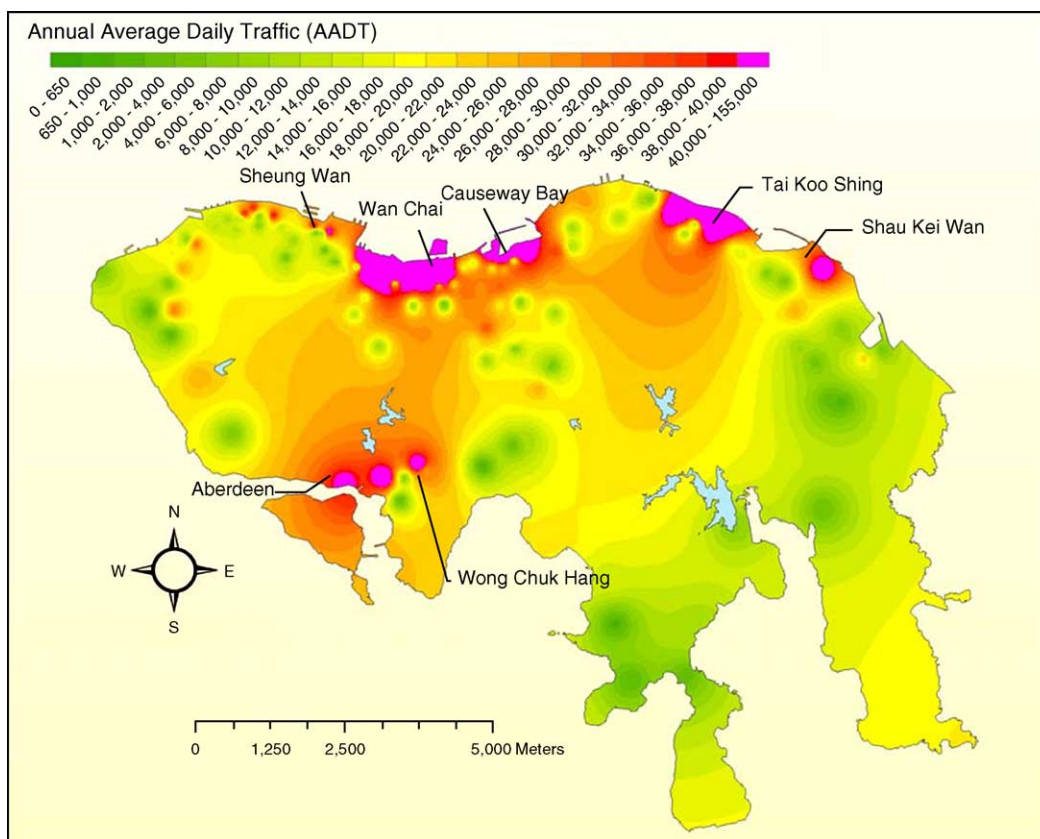 Annual Average Daily Traffic (AADT)
0 - 650
650 - 1,000
1,000 - 2,000
2,000 - 4,000
4,000 - 6,000
6,000 - 8,000
8,000 - 10,000
10,000 - 12,000
12,000 - 14,000
14,000 - 16,000
16,000 - 18,000
18,000 - 20,000
20,000 - 22,000
22,000 - 24,000
24,000 - 26,000
26,000 - 28,000
28,000 - 30,000
30,000 - 32,000
32,000 - 34,000
34,000 - 36,000
36,000 - 38,000
38,000 - 40,000
40,000 - 155,000
Sheung Wan
Wan Chai
Causeway Bay
Tai Koo Shing
Shau Kei Wan
Aberdeen
Wong Chuk Hang
N
W
E
S
0 1,250 2,500 5,000 Meters